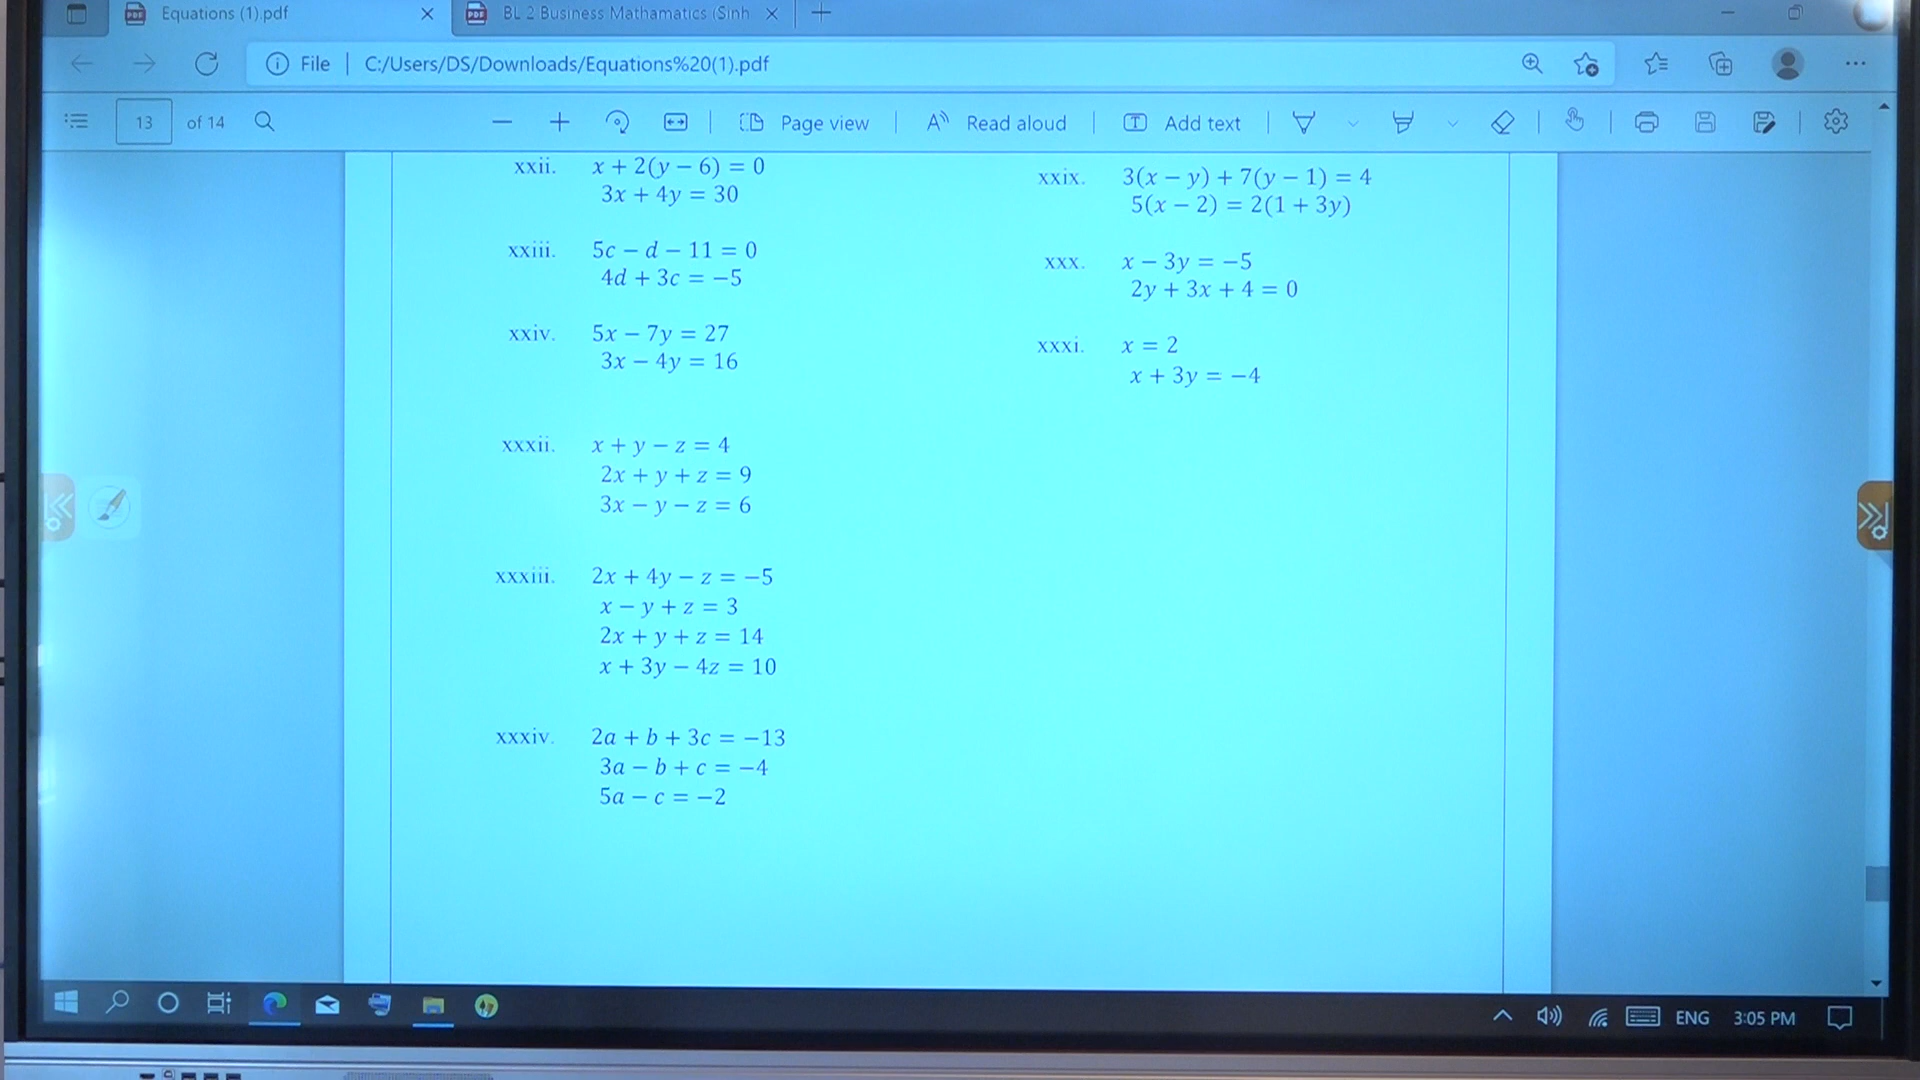 Equations (1).pdf
BL 2 Business Mathamatics (Sinh
File
C:/Users/DS/Downloads/Equations%20(1).pdf
13 of 14
Page view
Read aloud
Add text
xxii. x + 2(y − 6) = 0
3x + 4y = 30
xxiii. 5c − d − 11 = 0
4d + 3c = −5
xxiv. 5x − 7y = 27
3x − 4y = 16
xxxii. x + y − z = 4
2x + y + z = 9
3x − y − z = 6
xxxiii. 2x + 4y − z = −5
x − y + z = 3
2x + y + z = 14
x + 3y − 4z = 10
xxxiv. 2a + b + 3c = −13
3a − b + c = −4
5a − c = −2
xxix. 3(x − y) + 7(y − 1) = 4
5(x − 2) = 2(1 + 3y)
xxx. x − 3y = −5
2y + 3x + 4 = 0
xxxi. x = 2
x + 3y = −4
ENG 3:05 PM